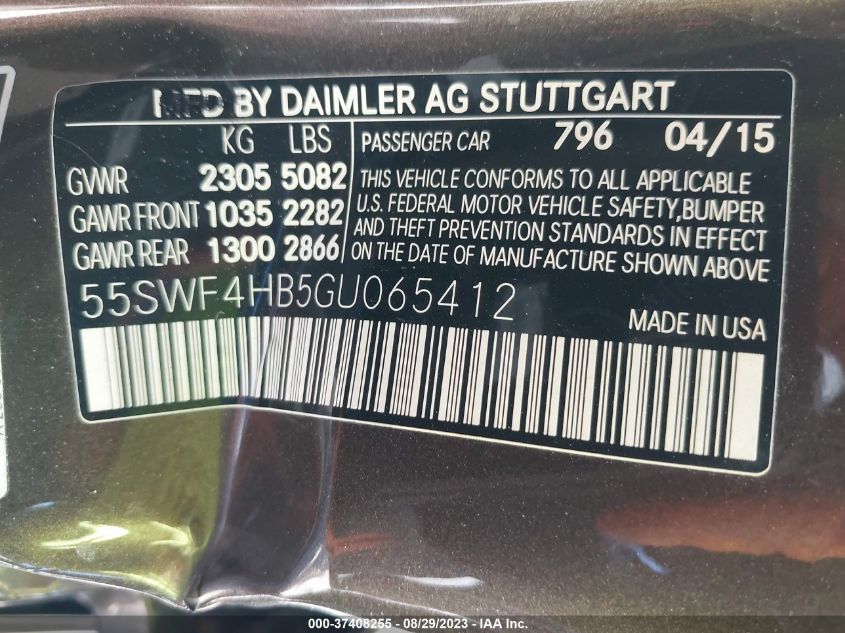 MFD BY DAIMLER AG STUTTGART
KG LBS
GVWR 2305 5082
GAWR FRONT 1035 2282
GAWR REAR 1300 2866
PASSENGER CAR 796 04/15
THIS VEHICLE CONFORMS TO ALL APPLICABLE
U.S. FEDERAL MOTOR VEHICLE SAFETY,BUMPER
AND THEFT PREVENTION STANDARDS IN EFFECT
ON THE DATE OF MANUFACTURE SHOWN ABOVE
55SWF4HB5GU065412
MADE IN USA
000-37408255 - 08/29/2023 - IAA Inc.